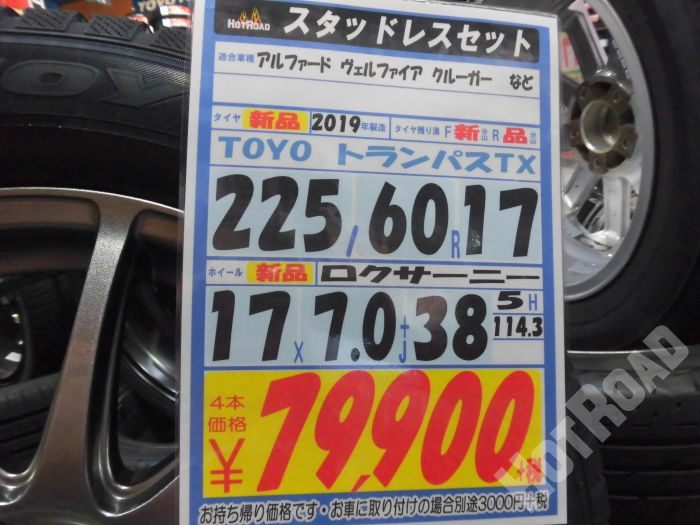 HOTROAD スタッドレスセット
適合車種 アルファード ヴェルファイア クルーガー など
タイヤ 新品 2019年製造 タイヤ残り溝 F 新 分山 R 品 分山
TOYO トランパスTX
225/60R17
ホイール 新品 ロクサーニー
17x7.0J+38 5H 114.3
4本価格 ¥79,900+税
お持ち帰り価格です・お車に取り付けの場合別途3000円+税
HOTROAD
TOYO